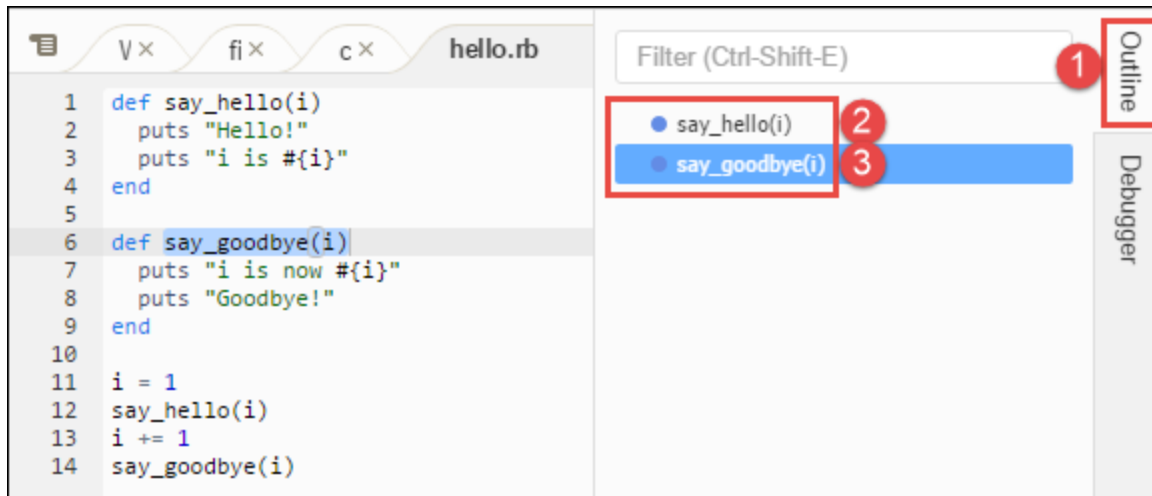 V × fi × c × hello.rb
1 def say_hello(i)
2   puts "Hello!"
3   puts "i is #{i}"
4 end
5
6 def say_goodbye(i)
7   puts "i is now #{i}"
8   puts "Goodbye!"
9 end
10
11 i = 1
12 say_hello(i)
13 i += 1
14 say_goodbye(i)
Filter (Ctrl-Shift-E)
say_hello(i) 2
say_goodbye(i) 3
1 Outline
Debugger